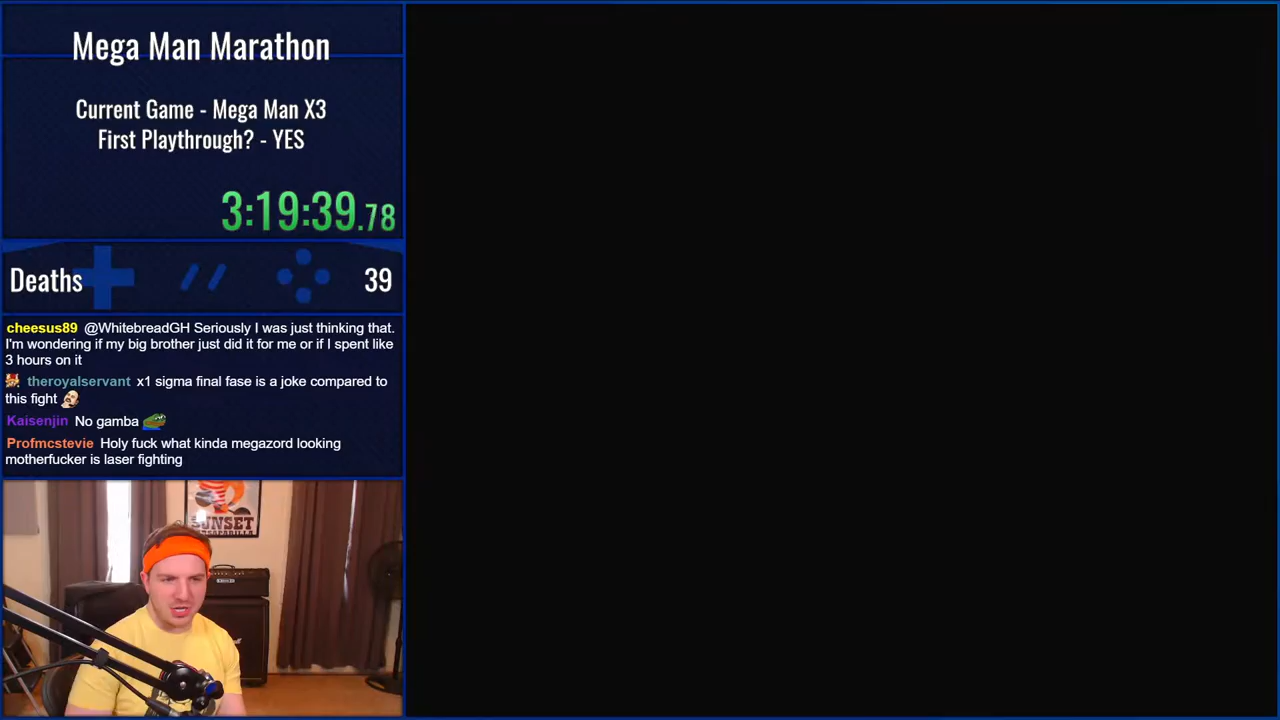 Mega Man Marathon
Current Game - Mega Man X3
First Playthrough? - YES
3:19:39.78
Deaths 39
cheesus89 @WhitebreadGH Seriously I was just thinking that.
I'm wondering if my big brother just did it for me or if I spent like
3 hours on it
theroyalservant x1 sigma final fase is a joke compared to
this fight
Kaisenjin No gamba
Profmcstevie Holy fuck what kinda megazord looking
motherfucker is laser fighting
SUNSET